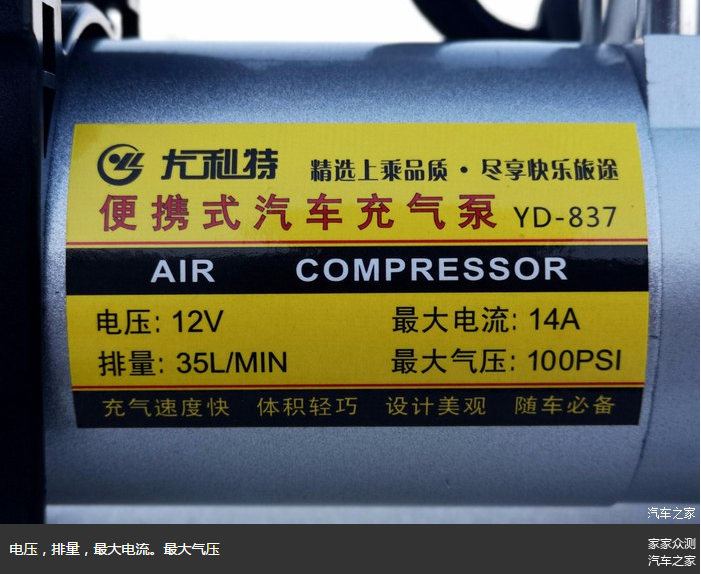 尤利特 精选上乘品质·尽享快乐旅途
便携式汽车充气泵 YD-837
AIR COMPRESSOR
电压: 12V 最大电流: 14A
排量: 35L/MIN 最大气压: 100PSI
充气速度快 体积轻巧 设计美观 随车必备
汽车之家
电压，排量，最大电流。最大气压
家家众测
汽车之家